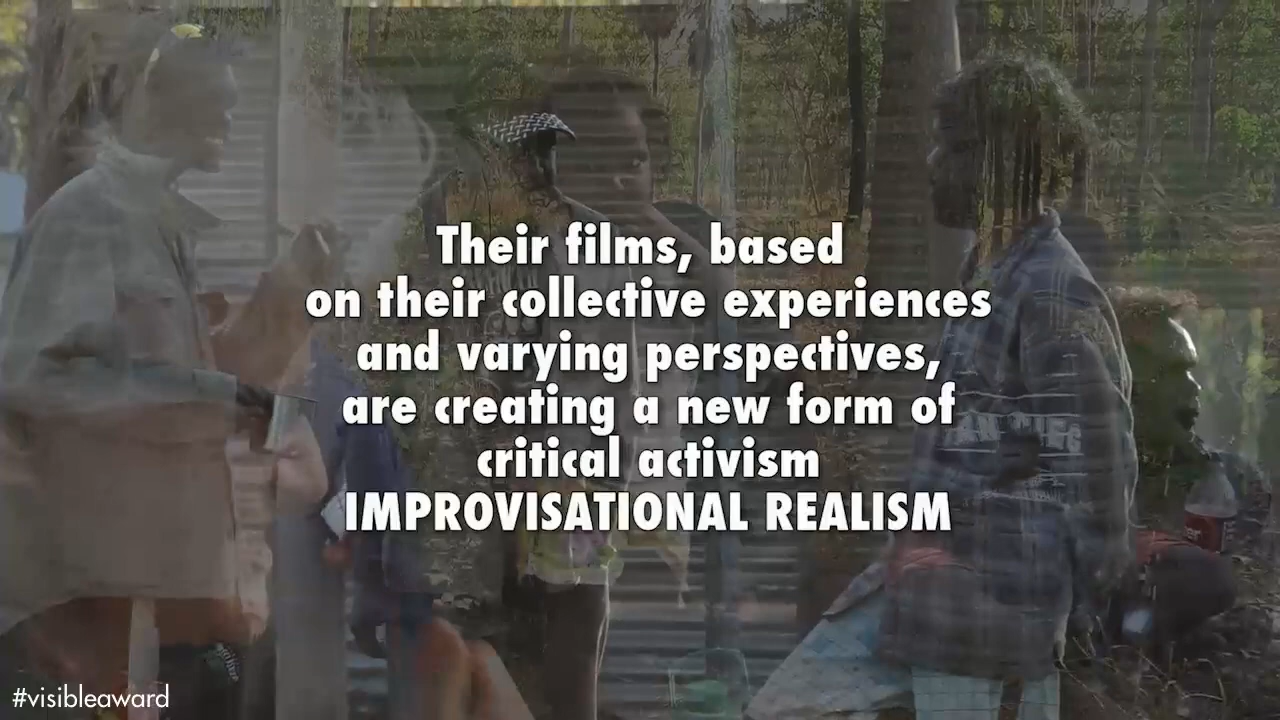 Their films, based
on their collective experiences
and varying perspectives,
are creating a new form of
critical activism
IMPROVISATIONAL REALISM
#visibleaward